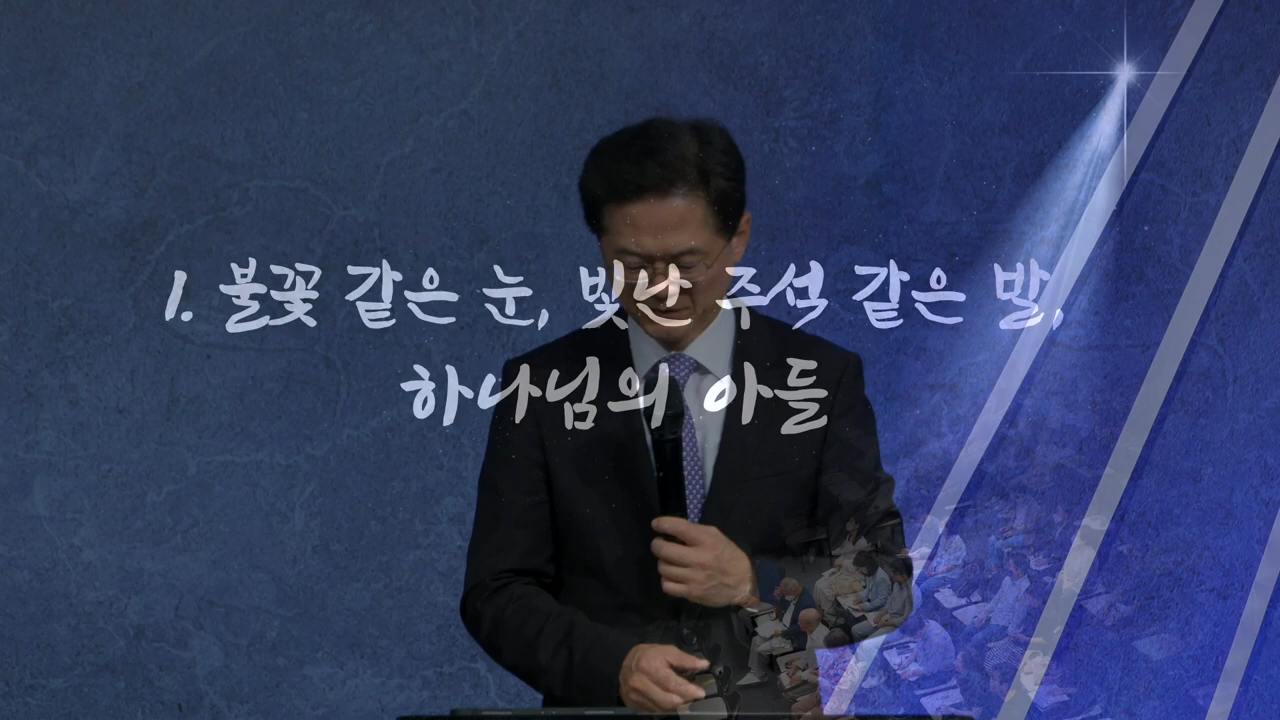 1. 불꽃 같은 눈, 빛난 주석 같은 발,
하나님의 아들